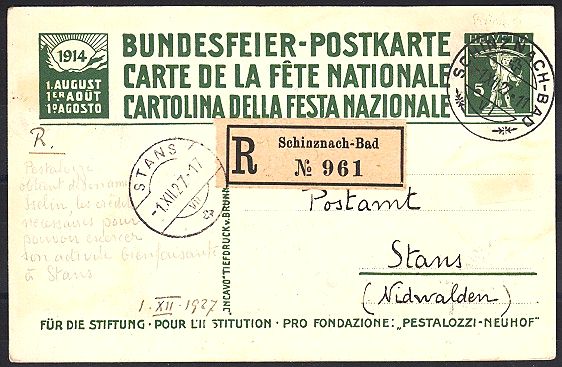 1914
1. AUGUST
1ER AOÛT
1º AGOSTO
BUNDESFEIER-POSTKARTE
CARTE DE LA FÊTE NATIONALE
CARTOLINA DELLA FESTA NAZIONALE
HELVETIA
5
SCHINZNACH-BAD
R.
STANS
-1.XII.27-17
R
Schinznach-Bad
№ 961
Pestalozzi
obtient
nécessaires pour
pouvoir exercer
son activité bienfaisante
à Stans
Postamt
Stans
(Nidwalden)
1. XII - 1927
FÜR DIE STIFTUNG · POUR L'INSTITUTION · PRO FONDAZIONE: „PESTALOZZI-NEUHOF"